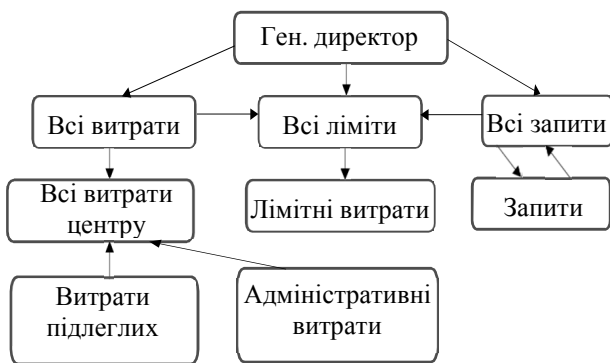 Ген. директор
Всі витрати
Всі ліміти
Всі запити
Всі витрати
центру
Лімітні витрати
Запити
Витрати
підлеглих
Адміністративні
витрати